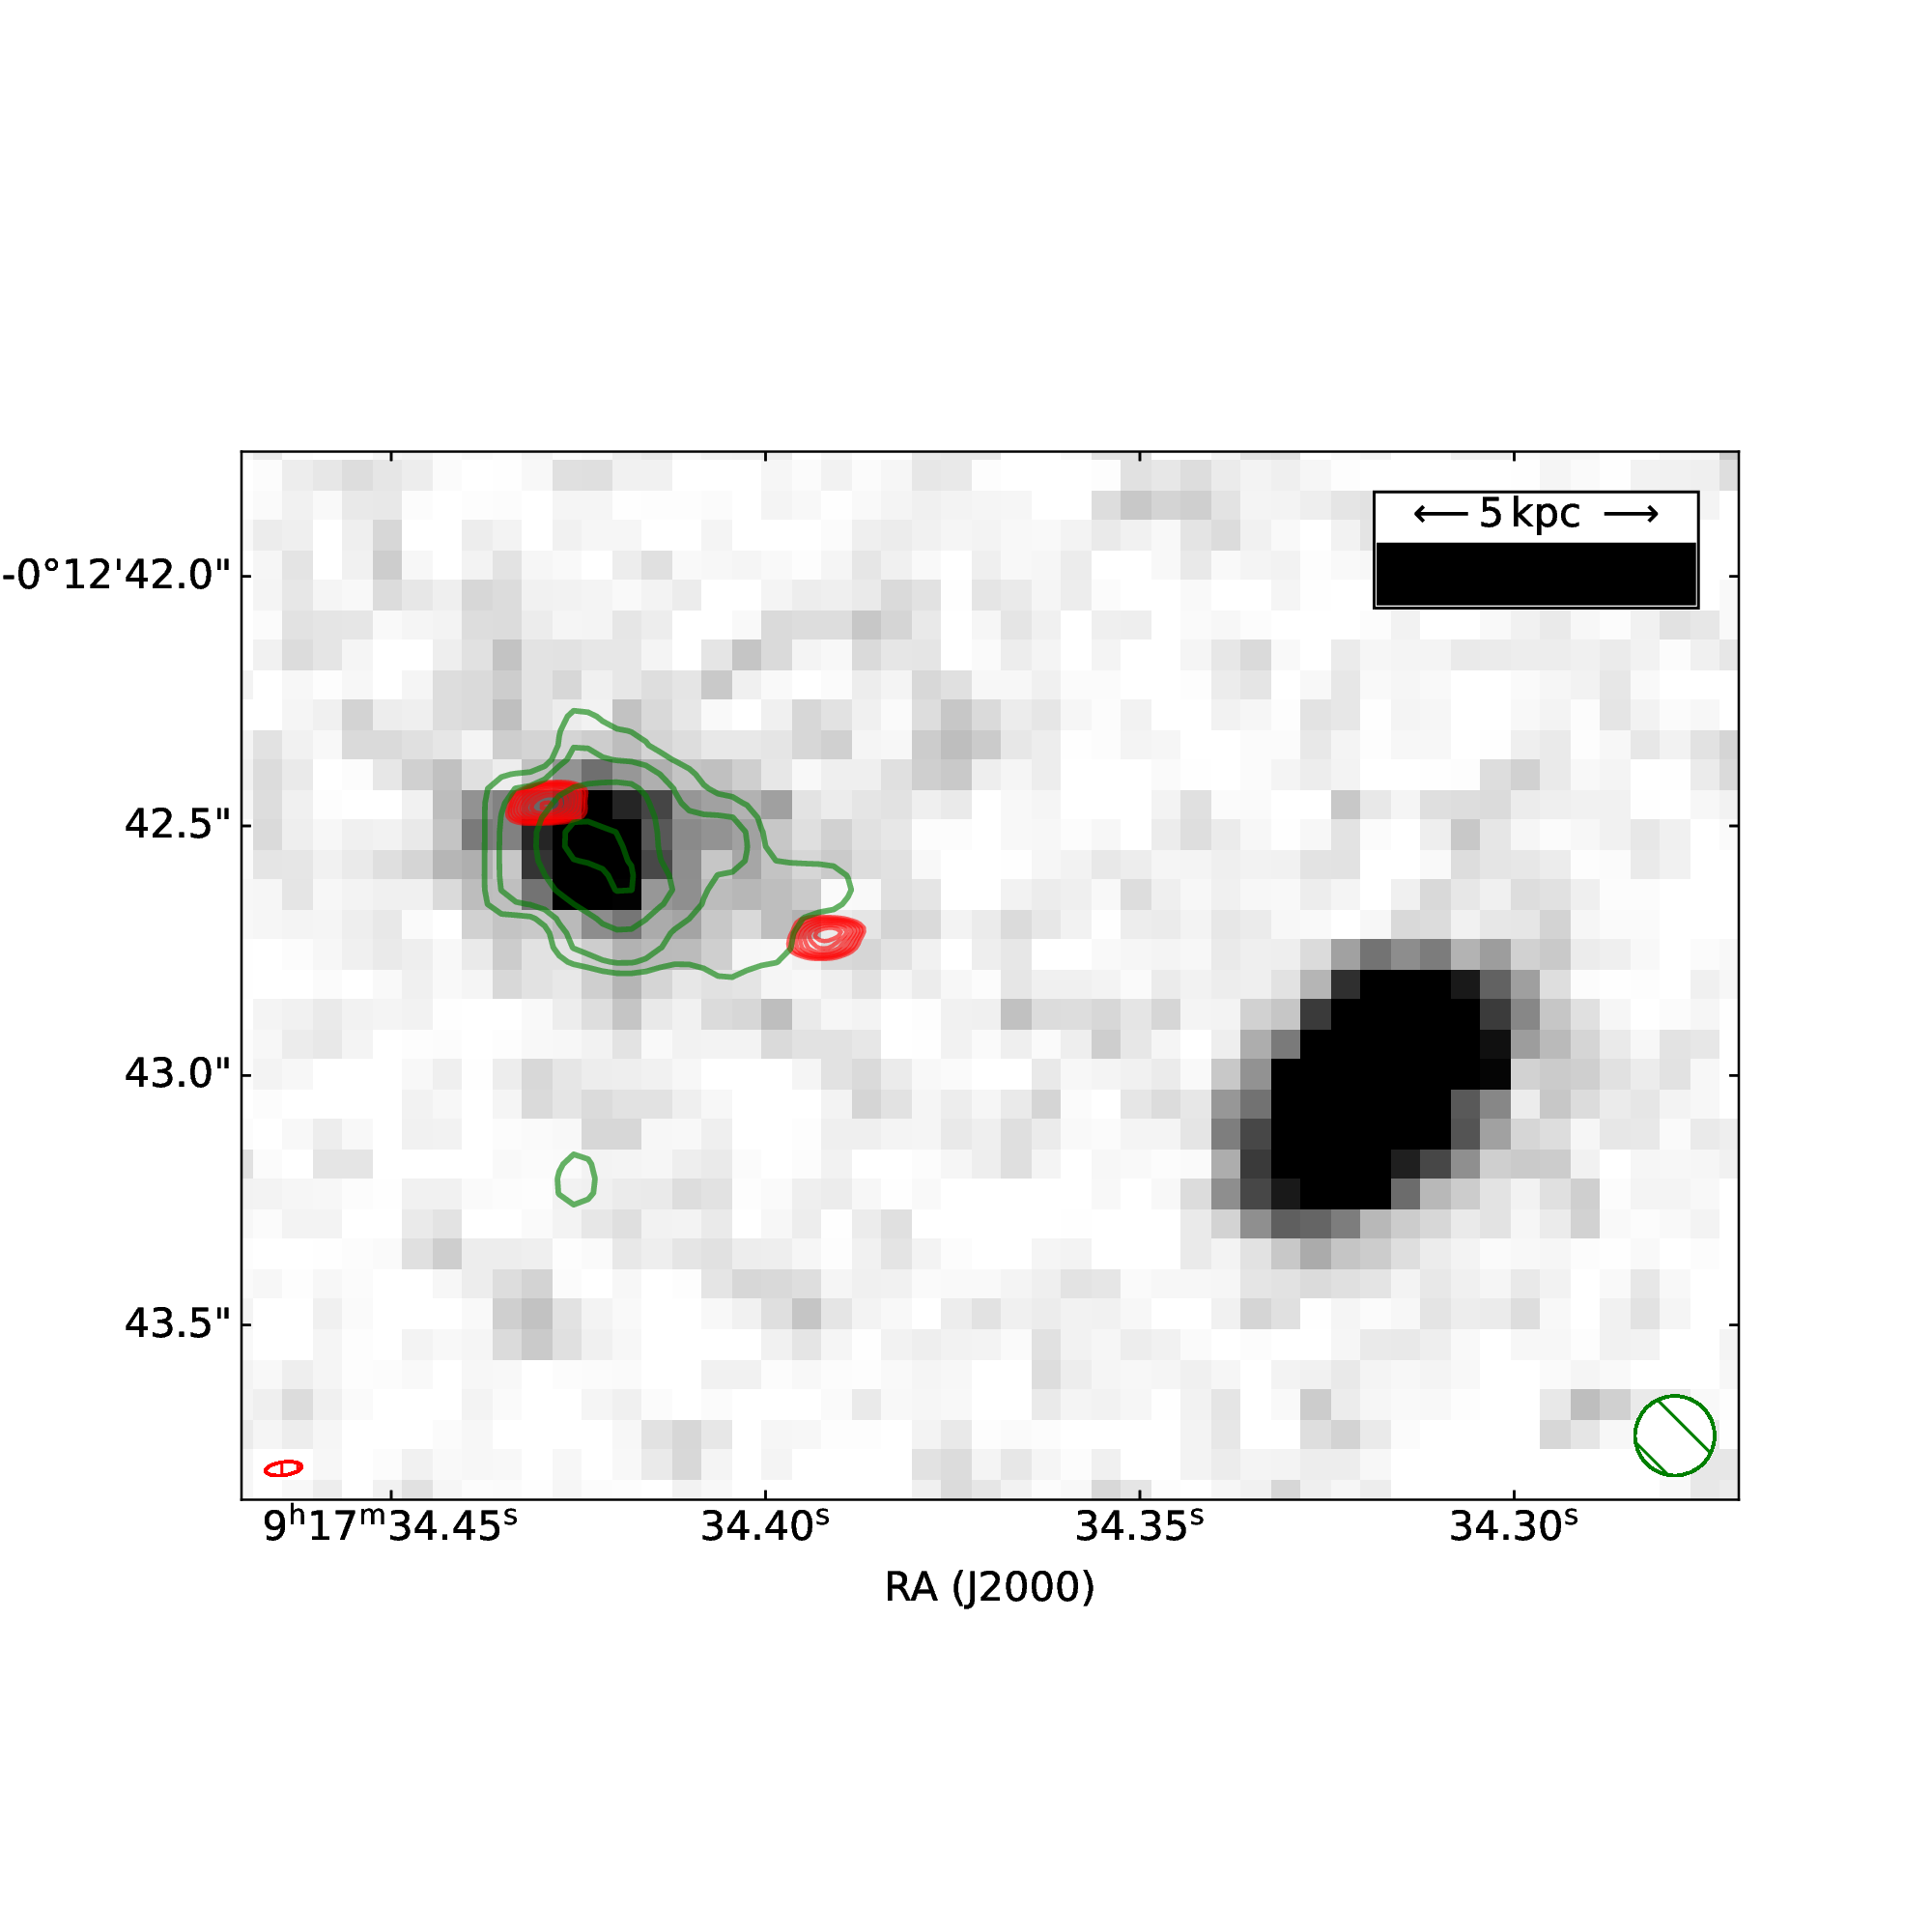 ← 5 kpc →
-0°12'42.0"
42.5"
43.0"
43.5"
9ʰ17ᵐ34.45ˢ 34.40ˢ 34.35ˢ 34.30ˢ
RA (J2000)